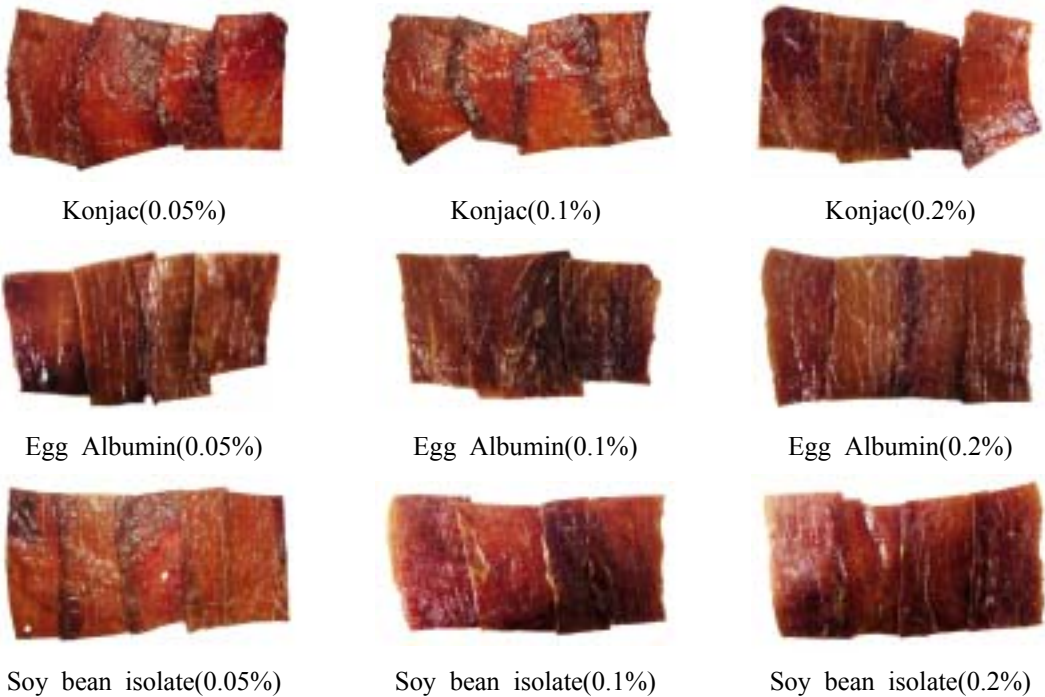 Konjac(0.05%) Konjac(0.1%) Konjac(0.2%)
Egg Albumin(0.05%) Egg Albumin(0.1%) Egg Albumin(0.2%)
Soy bean isolate(0.05%) Soy bean isolate(0.1%) Soy bean isolate(0.2%)